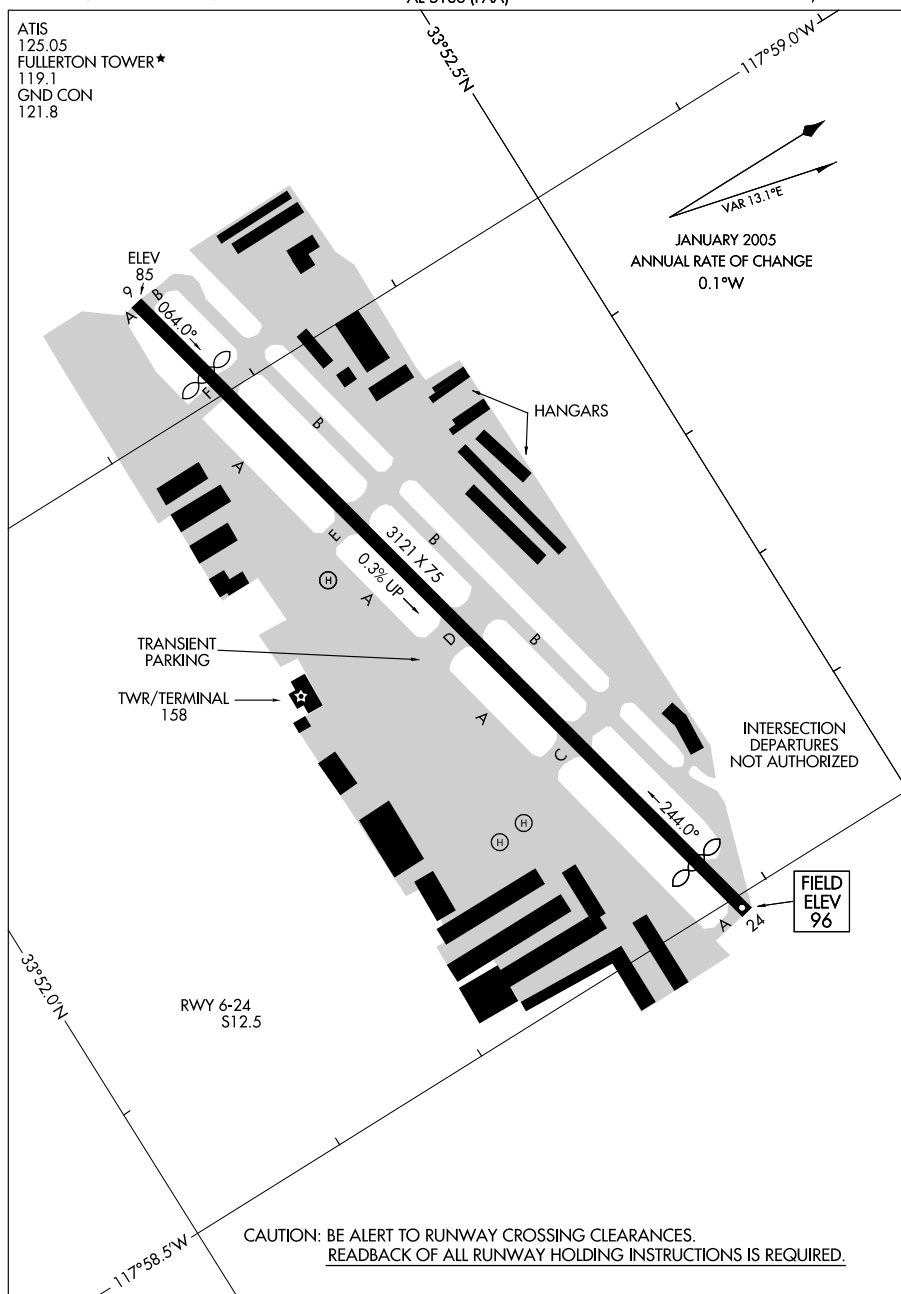 AL-5100 (FAA)
ATIS
125.05
FULLERTON TOWER★
119.1
GND CON
121.8
33°52.5'N
117°59.0'W
VAR 13.1°E
JANUARY 2005
ANNUAL RATE OF CHANGE
0.1°W
ELEV
85
9
B
A
064.0°
F
B
A
HANGARS
E
3121 X 75
0.3% UP
B
H
A
D
B
TRANSIENT
PARKING
TWR/TERMINAL
158
A
C
INTERSECTION
DEPARTURES
NOT AUTHORIZED
244.0°
H
H
FIELD
ELEV
96
A
24
33°52.0'N
RWY 6-24
S12.5
117°58.5'W
CAUTION: BE ALERT TO RUNWAY CROSSING CLEARANCES.
READBACK OF ALL RUNWAY HOLDING INSTRUCTIONS IS REQUIRED.